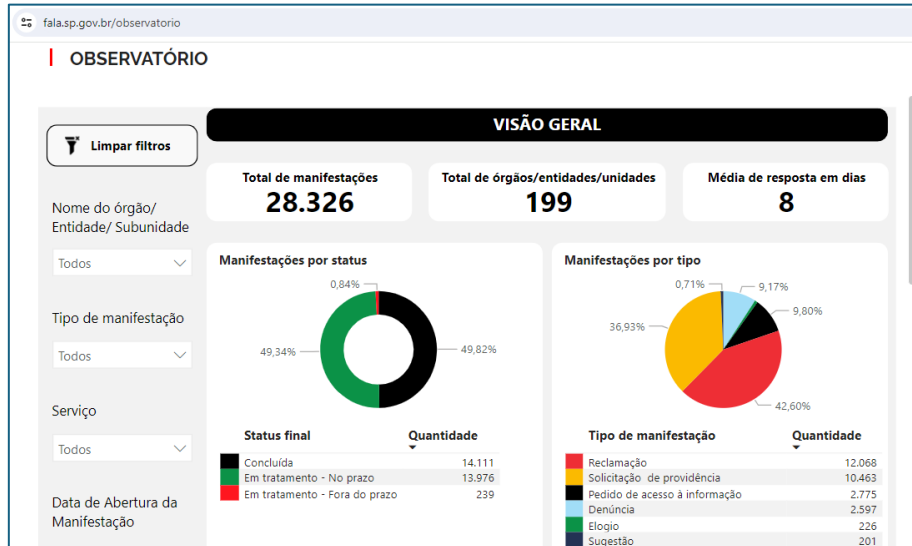 fala.sp.gov.br/observatorio
OBSERVATÓRIO
Limpar filtros
Nome do órgão/
Entidade/ Subunidade
Todos
Tipo de manifestação
Todos
Serviço
Todos
Data de Abertura da
Manifestação
VISÃO GERAL
Total de manifestações
28.326
Total de órgãos/entidades/unidades
199
Média de resposta em dias
8
Manifestações por status
0,84%
49,34%
49,82%
Status final Quantidade
Concluída 14.111
Em tratamento - No prazo 13.976
Em tratamento - Fora do prazo 239
Manifestações por tipo
0,71%
9,17%
9,80%
36,93%
42,60%
Tipo de manifestação Quantidade
Reclamação 12.068
Solicitação de providência 10.463
Pedido de acesso à informação 2.775
Denúncia 2.597
Elogio 226
Sugestão 201